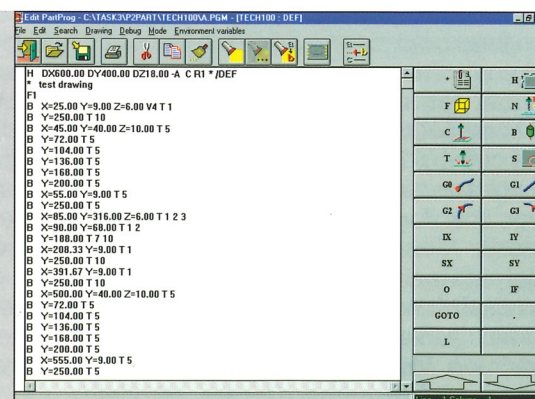 Edit PartProg - C:\TASK3\P2PART\TECH100\A.PGM - [TECH100 : DEF]
File Edit Search Drawing Debug Mode Environment variables
H DX600.00 DY400.00 DZ18.00 -A C R1 * /DEF
* test drawing
F1
B X=25.00 Y=9.00 Z=6.00 V4 T 1
B Y=250.00 T 10
B X=45.00 Y=40.00 Z=10.00 T 5
B Y=72.00 T 5
B Y=104.00 T 5
B Y=136.00 T 5
B Y=168.00 T 5
B Y=200.00 T 5
B X=55.00 Y=9.00 T 5
B Y=250.00 T 5
B X=85.00 Y=316.00 Z=6.00 T 1 2 3
B X=90.00 Y=68.00 T 1 2
B Y=188.00 T 7 10
B X=208.33 Y=9.00 T 1
B Y=250.00 T 10
B X=391.67 Y=9.00 T 1
B Y=250.00 T 10
B X=500.00 Y=40.00 Z=10.00 T 5
B Y=72.00 T 5
B Y=104.00 T 5
B Y=136.00 T 5
B Y=168.00 T 5
B Y=200.00 T 5
B X=555.00 Y=9.00 T 5
B Y=250.00 T 5
* H
F N
C B
T S
G0 G1
G2 G3
IX IY
SX SY
O IF
GOTO .
L .